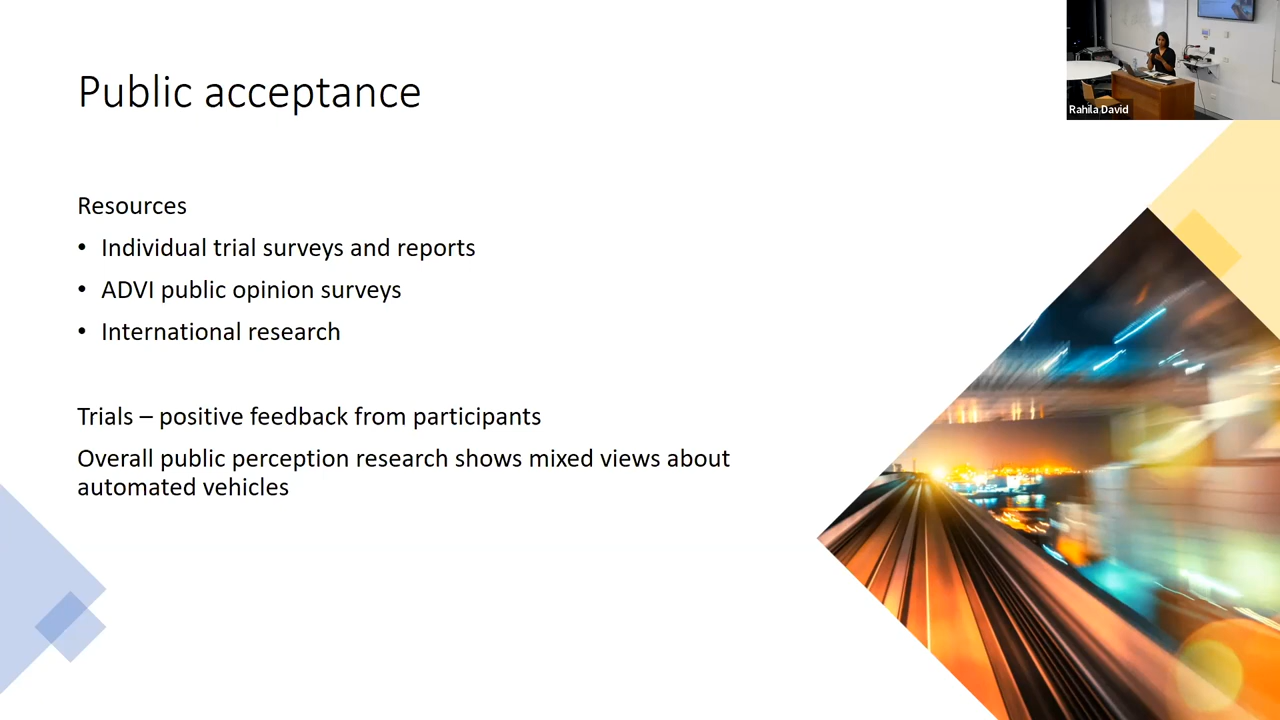 Public acceptance
Rahila David
Resources
• Individual trial surveys and reports
• ADVI public opinion surveys
• International research
Trials – positive feedback from participants
Overall public perception research shows mixed views about
automated vehicles